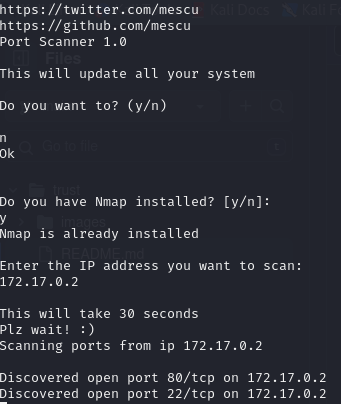 https://twitter.com/mescu
https://github.com/mescu
Port Scanner 1.0
This will update all your system
Do you want to? (y/n)
n
Ok
Do you have Nmap installed? [y/n]:
y
Nmap is already installed
Enter the IP address you want to scan:
172.17.0.2
This will take 30 seconds
Plz wait! :)
Scanning ports from ip 172.17.0.2
Discovered open port 80/tcp on 172.17.0.2
Discovered open port 22/tcp on 172.17.0.2